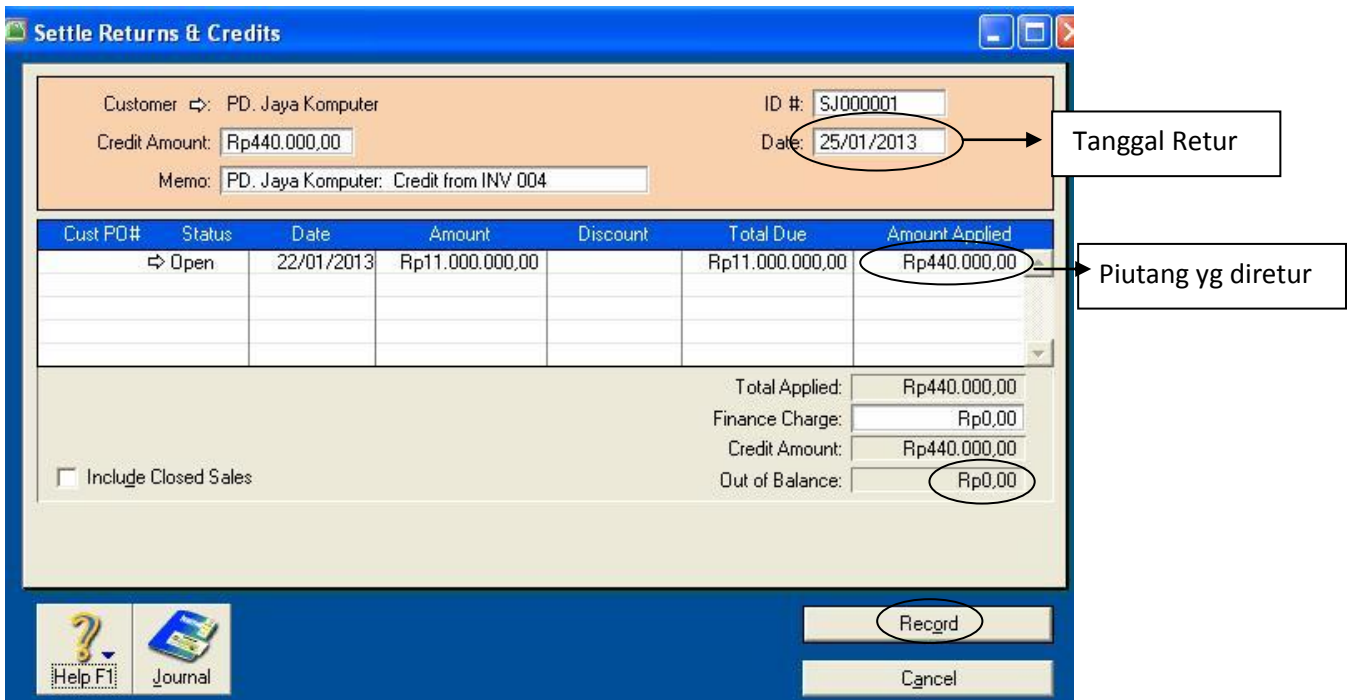 Settle Returns & Credits
Customer ⇨: PD. Jaya Komputer
ID #: SJ000001
Credit Amount: Rp440.000,00
Date: 25/01/2013
Tanggal Retur
Memo: PD. Jaya Komputer: Credit from INV 004
Cust PO# Status Date Amount Discount Total Due Amount Applied
⇨ Open 22/01/2013 Rp11.000.000,00 Rp11.000.000,00 Rp440.000,00
Piutang yg diretur
Total Applied: Rp440.000,00
Finance Charge: Rp0,00
Credit Amount: Rp440.000,00
Include Closed Sales
Out of Balance: Rp0,00
Record
Help F1
Journal
Cancel